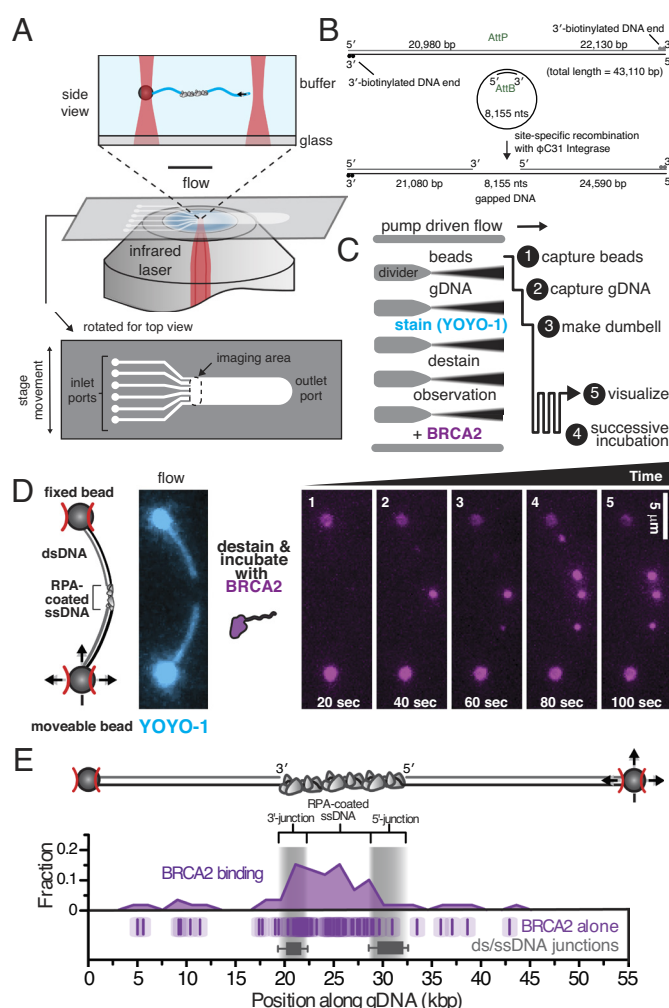 A
side
view
buffer
glass
flow
infrared
laser
rotated for top view
stage
movement
inlet
ports
imaging area
outlet
port
B
3'-biotinylated DNA end
5'
20,980 bp
AttP
22,130 bp
3'
3'
5'
3'-biotinylated DNA end
(total length = 43,110 bp)
5'
3'
AttB
8,155 nts
site-specific recombination
with ϕC31 Integrase
5'
3'
5'
3'
3'
21,080 bp
8,155 nts
24,590 bp
5'
gapped DNA
C
pump driven flow
beads
divider
gDNA
stain (YOYO-1)
destain
observation
+ BRCA2
1 capture beads
2 capture gDNA
3 make dumbell
5 visualize
4 successive
incubation
D
fixed bead
dsDNA
RPA-
coated
ssDNA
moveable bead
flow
YOYO-1
destain &
incubate
with
BRCA2
Time
1
2
3
4
5
5 µm
20 sec
40 sec
60 sec
80 sec
100 sec
E
3'
5'
RPA-coated
ssDNA
3'-junction
5'-junction
Fraction
0.2
0.1
0
BRCA2 binding
BRCA2 alone
ds/ssDNA junctions
0 5 10 15 20 25 30 35 40 45 50 55
Position along gDNA (kbp)